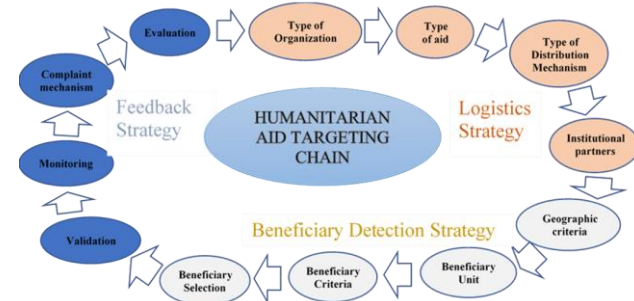 Evaluation
Type of
Organization
Type
of aid
Type of
Distribution
Mechanism
Complaint
mechanism
Feedback
Strategy
HUMANITARIAN
AID TARGETING
CHAIN
Logistics
Strategy
Institutional
partners
Monitoring
Geographic
criteria
Validation
Beneficiary Detection Strategy
Beneficiary
Selection
Beneficiary
Criteria
Beneficiary
Unit